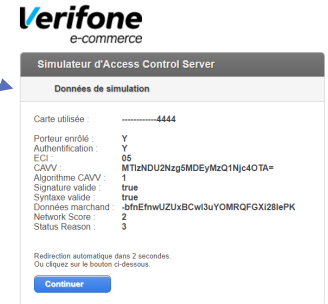 Verifone
e-commerce
Simulateur d'Access Control Server
Données de simulation
Carte utilisée : ------------4444
Porteur enrôlé : Y
Authentification : Y
ECI : 05
CAVV : MTIzNDU2Nzg5MDEyMzQ1Njc4OTA=
Algorithme CAVV : 1
Signature valide : true
Syntaxe valide : true
Données marchand : -bfnEfnwUZUxBCwl3uYOMRQFGXi28lePK
Network Score : 2
Status Reason : 3
Redirection automatique dans 2 secondes.
Ou cliquez sur le bouton ci-dessous.
Continuer